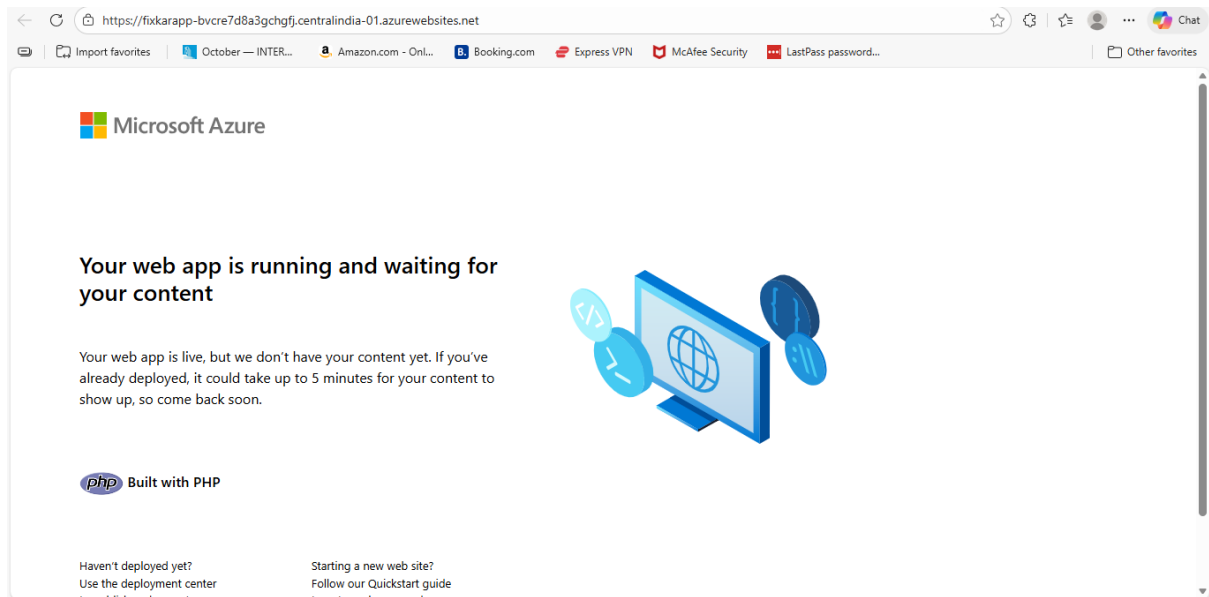 https://fixkarapp-bvcre7d8a3gchgfj.centralindia-01.azurewebsites.net
Chat
Import favorites
October — INTER...
Amazon.com - Onl...
Booking.com
Express VPN
McAfee Security
LastPass password...
Other favorites
Microsoft Azure
Your web app is running and waiting for
your content
Your web app is live, but we don't have your content yet. If you've
already deployed, it could take up to 5 minutes for your content to
show up, so come back soon.
php Built with PHP
Haven't deployed yet?
Use the deployment center
Starting a new web site?
Follow our Quickstart guide